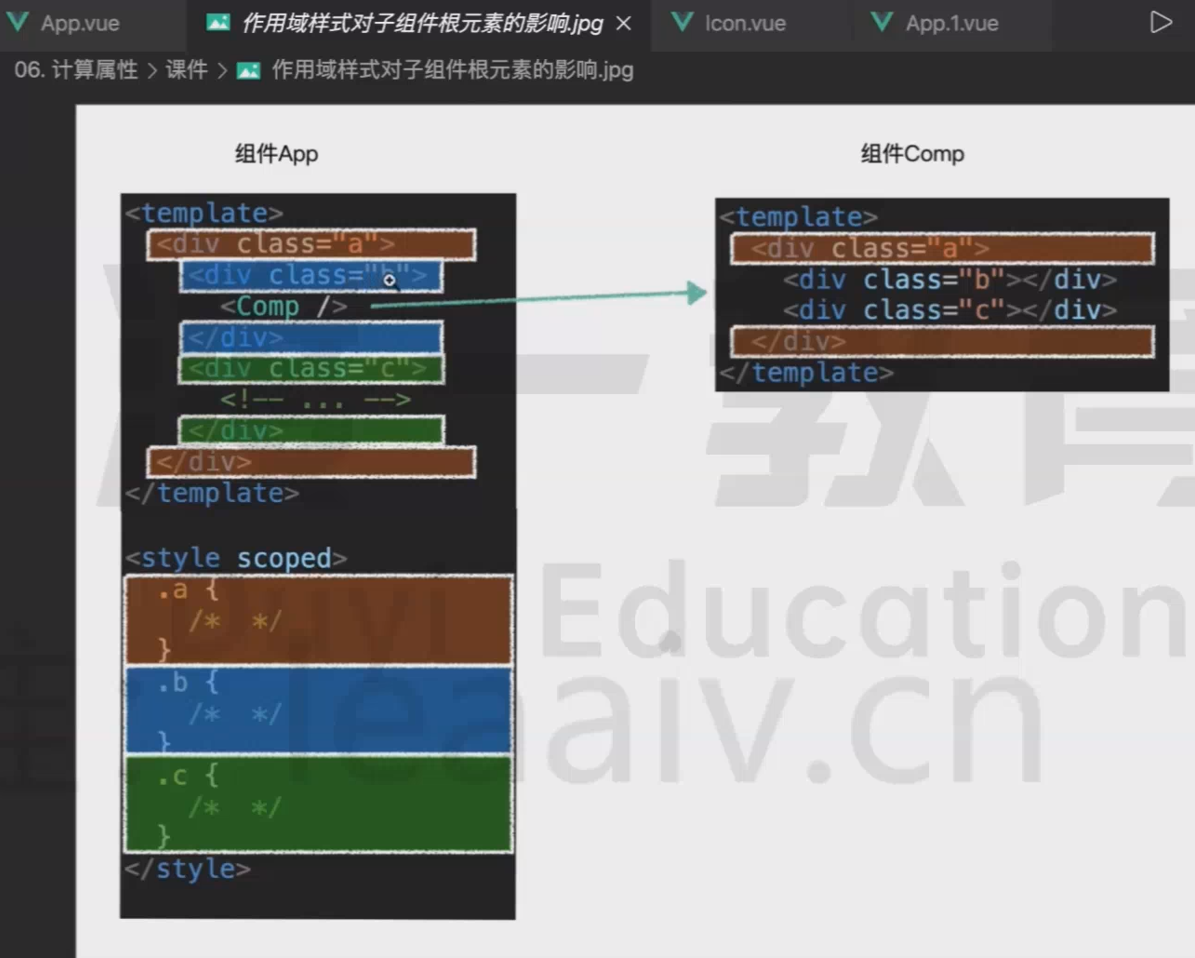 App.vue
作用域样式对子组件根元素的影响.jpg
Icon.vue
App.1.vue
06. 计算属性 > 课件 > 作用域样式对子组件根元素的影响.jpg
组件App
<template>
<div class="a">
<div class="b">
<Comp />
</div>
<div class="c">
<!-- ... -->
</div>
</div>
</template>
<style scoped>
.a {
/*  */
}
.b {
/*  */
}
.c {
/*  */
}
</style>
组件Comp
<template>
<div class="a">
<div class="b"></div>
<div class="c"></div>
</div>
</template>
教育
Duyi Education